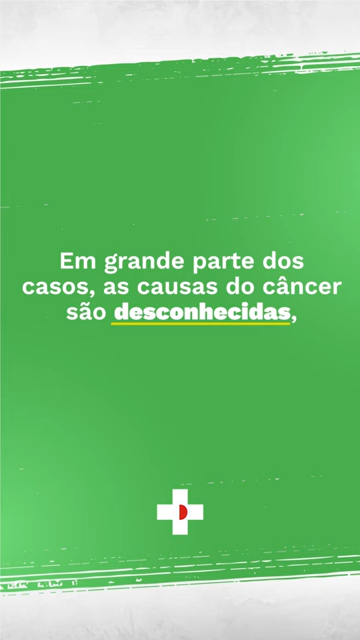 Em grande parte dos
casos, as causas do câncer
são desconhecidas,